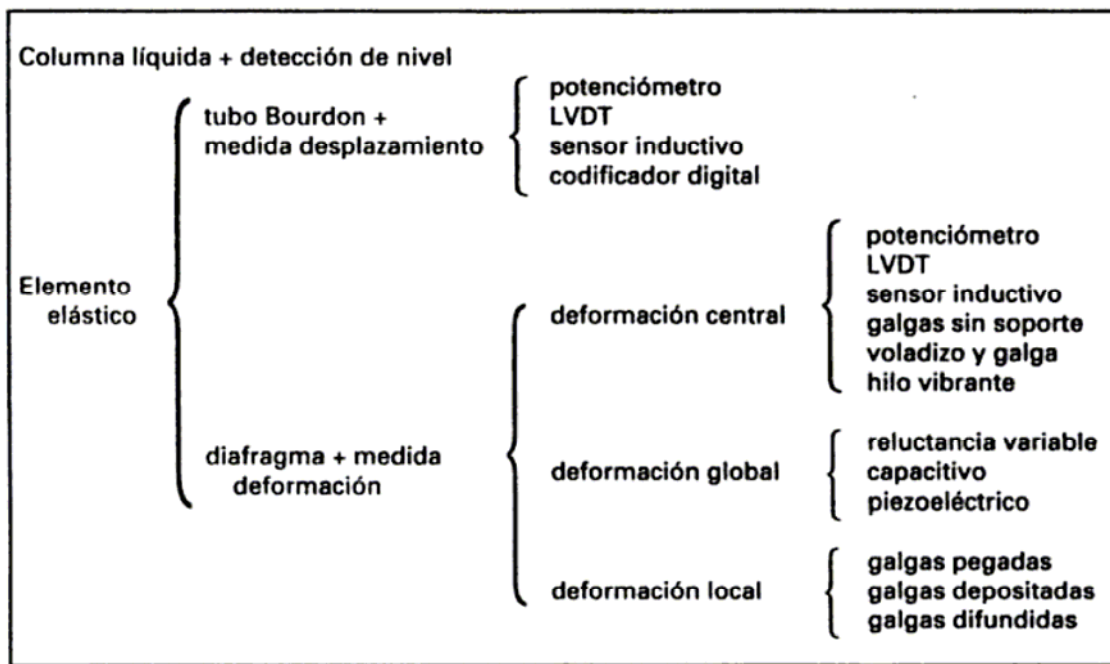 Columna líquida + detección de nivel
Elemento
elástico
tubo Bourdon +
medida desplazamiento
potenciómetro
LVDT
sensor inductivo
codificador digital
diafragma + medida
deformación
deformación central
potenciómetro
LVDT
sensor inductivo
galgas sin soporte
voladizo y galga
hilo vibrante
deformación global
reluctancia variable
capacitivo
piezoeléctrico
deformación local
galgas pegadas
galgas depositadas
galgas difundidas